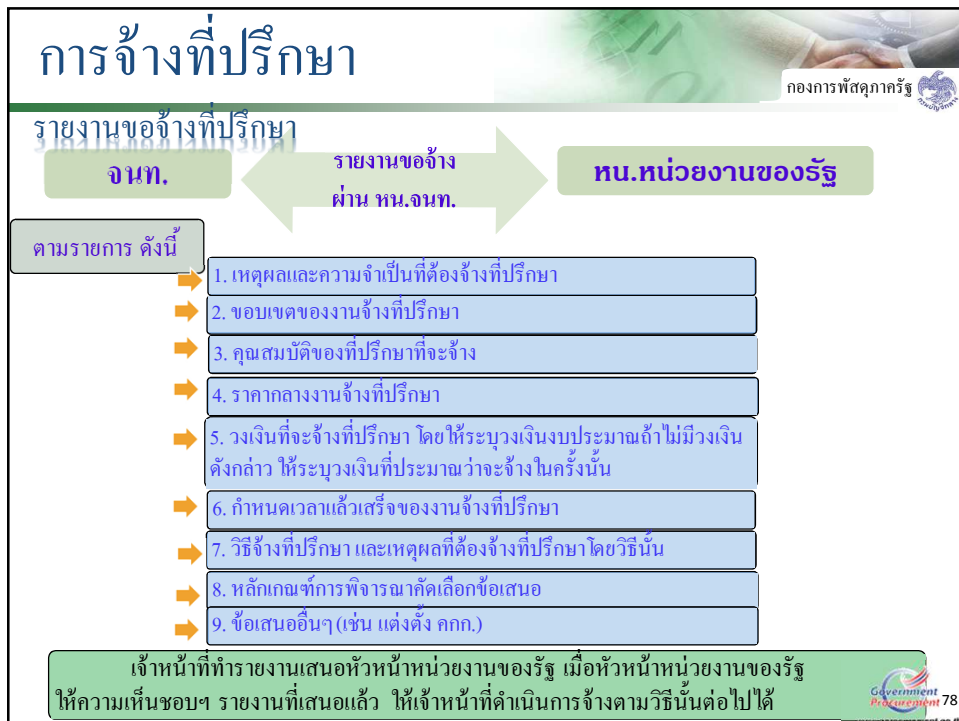 การจ้างที่ปรึกษา
กองการพัสดุภาครัฐ
รายงานขอจ้างที่ปรึกษา
จนท.
รายงานขอจ้าง
ผ่าน หน.จนท.
หน.หน่วยงานของรัฐ
ตามรายการ ดังนี้
1. เหตุผลและความจำเป็นที่ต้องจ้างที่ปรึกษา
2. ขอบเขตของงานจ้างที่ปรึกษา
3. คุณสมบัติของที่ปรึกษาที่จะจ้าง
4. ราคากลางงานจ้างที่ปรึกษา
5. วงเงินที่จะจ้างที่ปรึกษา โดยให้ระบุวงเงินงบประมาณถ้าไม่มีวงเงิน
ดังกล่าว ให้ระบุวงเงินที่ประมาณว่าจะจ้างในครั้งนั้น
6. กำหนดเวลาแล้วเสร็จของงานจ้างที่ปรึกษา
7. วิธีจ้างที่ปรึกษา และเหตุผลที่ต้องจ้างที่ปรึกษาโดยวิธีนั้น
8. หลักเกณฑ์การพิจารณาคัดเลือกข้อเสนอ
9. ข้อเสนออื่นๆ (เช่น แต่งตั้ง คกก.)
เจ้าหน้าที่ทำรายงานเสนอหัวหน้าหน่วยงานของรัฐ เมื่อหัวหน้าหน่วยงานของรัฐ
ให้ความเห็นชอบฯ รายงานที่เสนอแล้ว ให้เจ้าหน้าที่ดำเนินการจ้างตามวิธีนั้นต่อไปได้
Government
Procurement 78